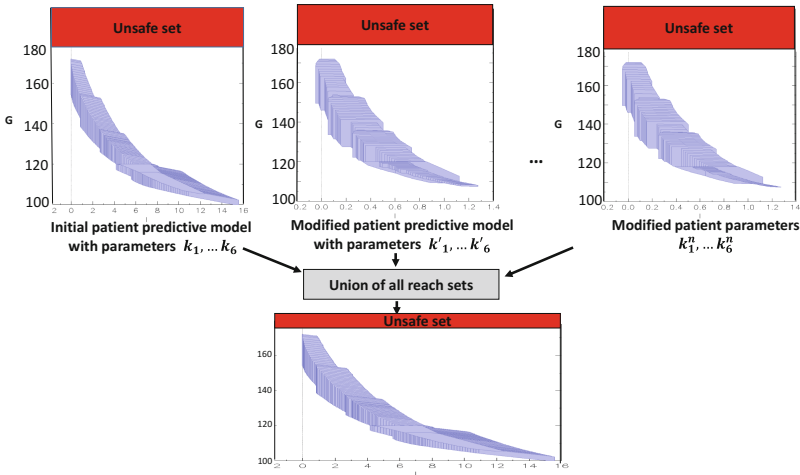 Unsafe set
Unsafe set
Unsafe set
180
160
G
140
120
100
2 0 2 4 6 8 10 12 14 16
I
180
160
G
140
120
100
0.2 0.0 0.2 0.4 0.6 0.8 1.0 1.2 1.4
I
...
180
160
G
140
120
100
0.2 0.0 0.2 0.4 0.6 0.8 1.0 1.2 1.4
I
Initial patient predictive model
with parameters k₁, … k₆
Modified patient predictive model
with parameters k′₁, … k′₆
Modified patient parameters
k₁ⁿ, … k₆ⁿ
Union of all reach sets
Unsafe set
160
140
120
100
2 0 2 4 6 8 10 12 14 16